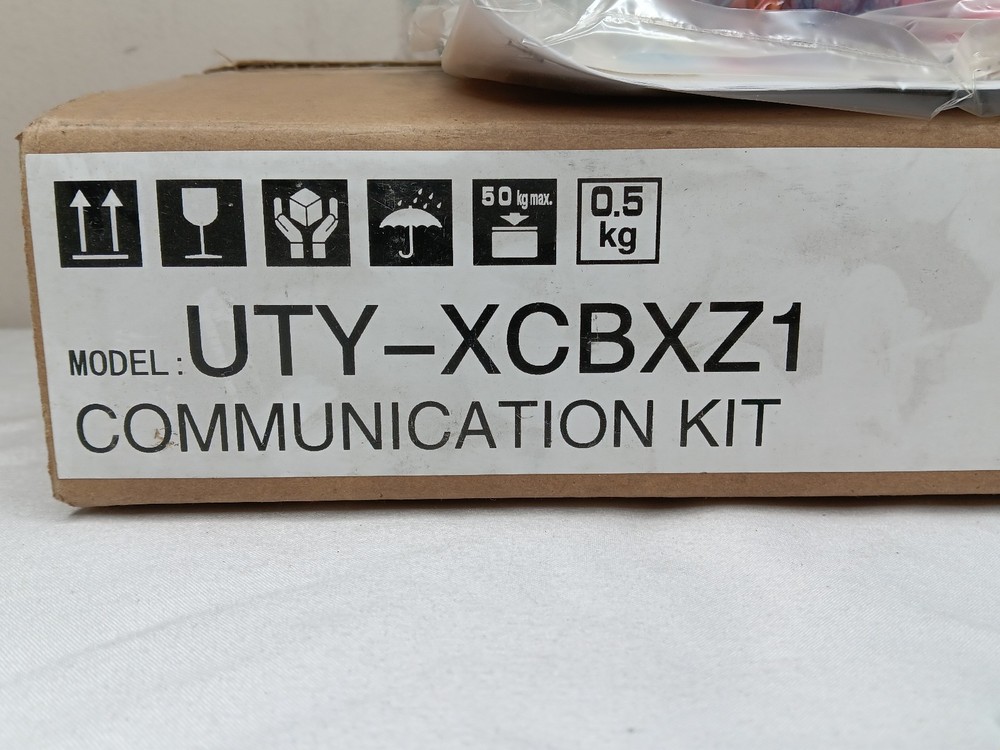 50 kg max.
0.5
kg
MODEL: UTY-XCBXZ1
COMMUNICATION KIT